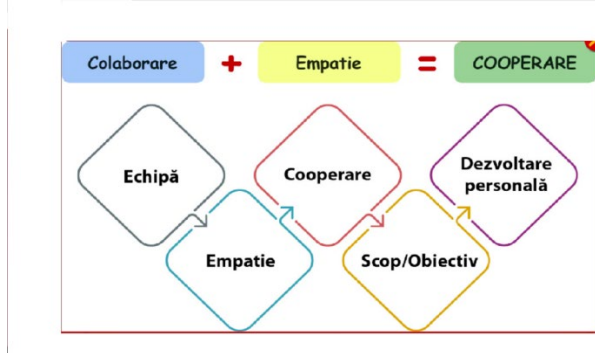 Colaborare + Empatie = COOPERARE
Echipă
Empatie
Cooperare
Scop/Obiectiv
Dezvoltare
personală